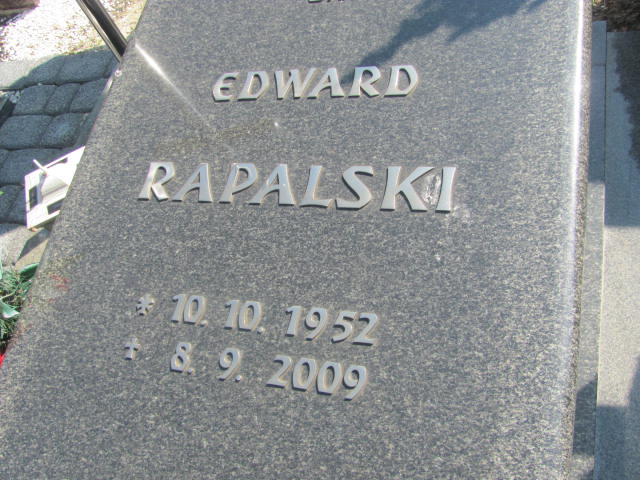 EDWARD
RAPALSKI
* 10. 10. 1952
† 8. 9. 2009